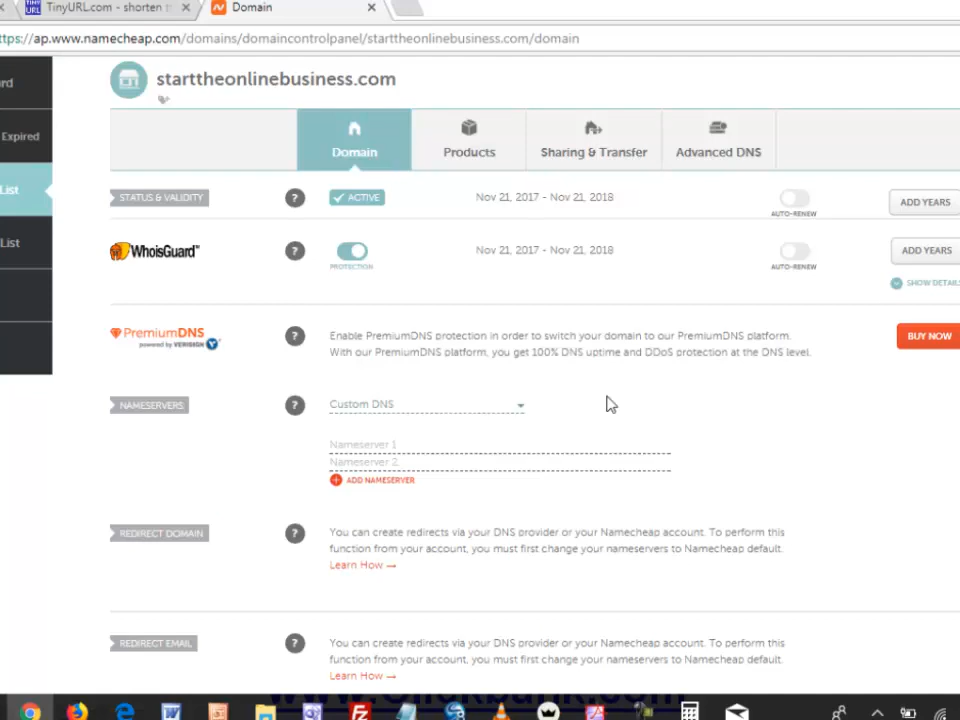 TinyURL.com - shorten t
Domain
ttps://ap.www.namecheap.com/domains/domaincontrolpanel/starttheonlinebusiness.com/domain
starttheonlinebusiness.com
Expired
List
List
Domain
Products
Sharing & Transfer
Advanced DNS
STATUS & VALIDITY
?
ACTIVE
Nov 21, 2017 - Nov 21, 2018
AUTO-RENEW
ADD YEARS
WhoisGuard
?
PROTECTION
Nov 21, 2017 - Nov 21, 2018
AUTO-RENEW
ADD YEARS
SHOW DETAILS
PremiumDNS
powered by VERISIGN
?
Enable PremiumDNS protection in order to switch your domain to our PremiumDNS platform.
With our PremiumDNS platform, you get 100% DNS uptime and DDoS protection at the DNS level.
BUY NOW
NAMESERVERS
?
Custom DNS
Nameserver 1
Nameserver 2
ADD NAMESERVER
REDIRECT DOMAIN
?
You can create redirects via your DNS provider or your Namecheap account. To perform this
function from your account, you must first change your nameservers to Namecheap default.
Learn How →
REDIRECT EMAIL
?
You can create redirects via your DNS provider or your Namecheap account. To perform this
function from your account, you must first change your nameservers to Namecheap default.
Learn How →